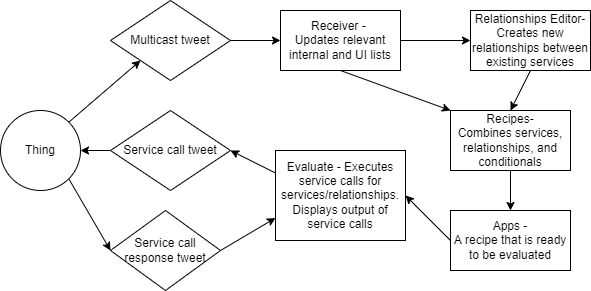 Multicast tweet
Receiver -
Updates relevant
internal and UI lists
Relationships Editor-
Creates new
relationships between
existing services
Thing
Service call tweet
Evaluate - Executes
service calls for
services/relationships.
Displays output of
service calls
Recipes-
Combines services,
relationships, and
conditionals
Service call
response tweet
Apps -
A recipe that is ready
to be evaluated